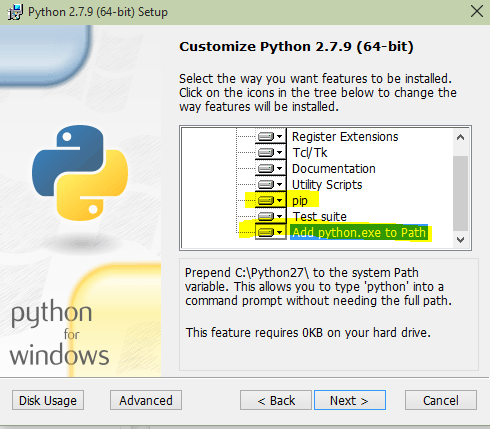 Python 2.7.9 (64-bit) Setup
Customize Python 2.7.9 (64-bit)
Select the way you want features to be installed.
Click on the icons in the tree below to change the
way features will be installed.
Register Extensions
Tcl/Tk
Documentation
Utility Scripts
pip
Test suite
Add python.exe to Path
Prepend C:\Python27\ to the system Path
variable. This allows you to type 'python' into a
command prompt without needing the full path.
This feature requires 0KB on your hard drive.
python
for
windows
Disk Usage
Advanced
< Back
Next >
Cancel